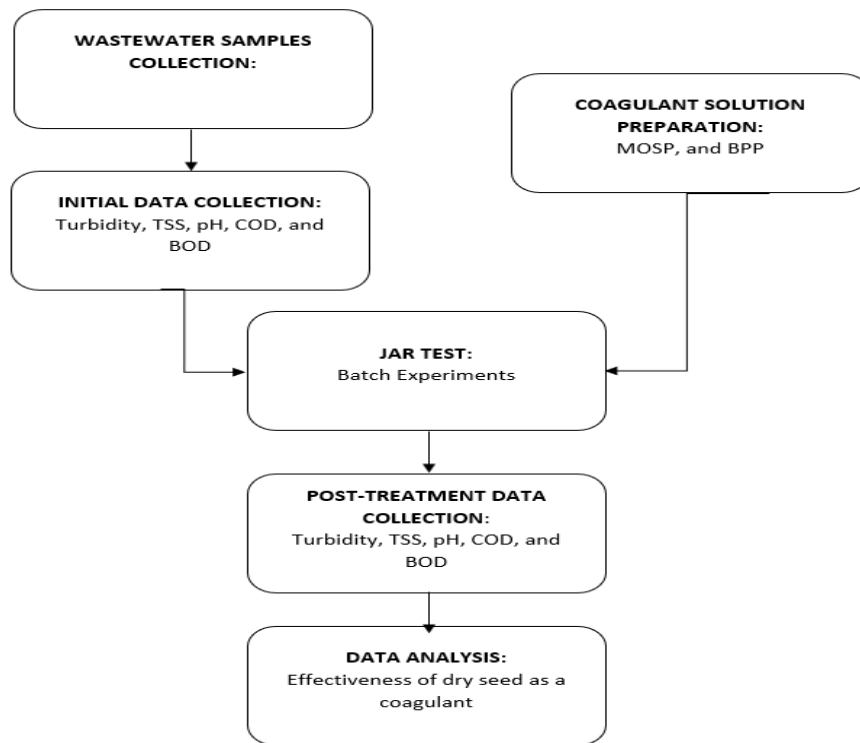 WASTEWATER SAMPLES
COLLECTION:
COAGULANT SOLUTION
PREPARATION:
MOSP, and BPP
INITIAL DATA COLLECTION:
Turbidity, TSS, pH, COD, and
BOD
JAR TEST:
Batch Experiments
POST-TREATMENT DATA
COLLECTION:
Turbidity, TSS, pH, COD, and
BOD
DATA ANALYSIS:
Effectiveness of dry seed as a
coagulant